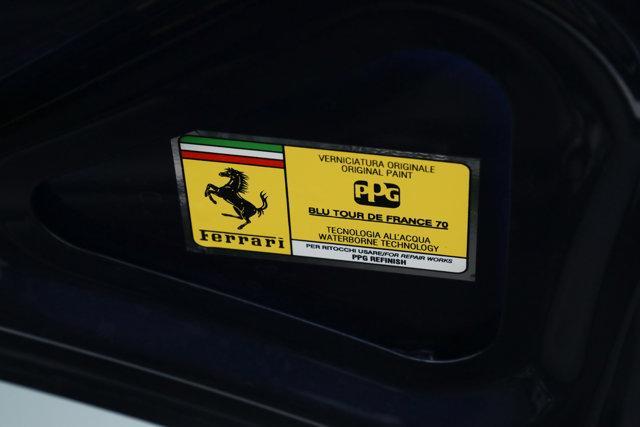 Ferrari
VERNICIATURA ORIGINALE
ORIGINAL PAINT
PPG
BLU TOUR DE FRANCE 70
TECNOLOGIA ALL'ACQUA
WATERBORNE TECHNOLOGY
PER RITOCCHI USARE/FOR REPAIR WORKS
PPG REFINISH